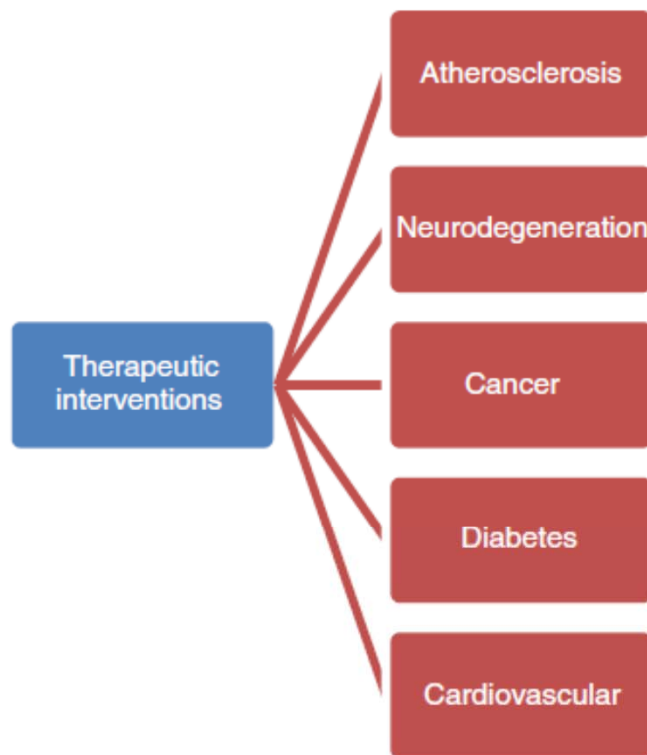 Atherosclerosis
Neurodegeneration
Therapeutic
interventions
Cancer
Diabetes
Cardiovascular